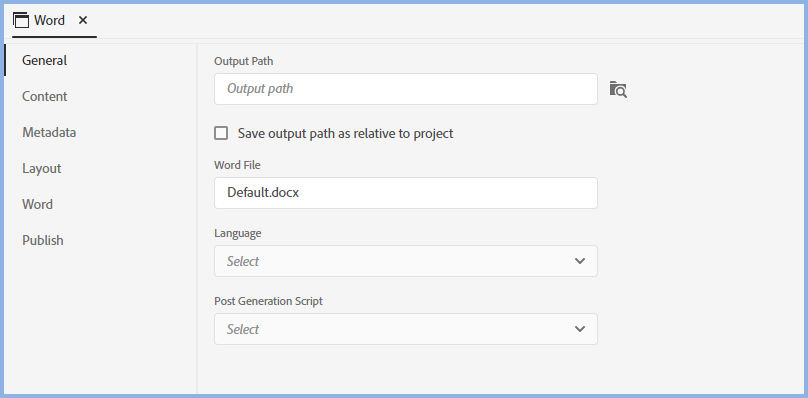 Word
General
Content
Metadata
Layout
Word
Publish
Output Path
Output path
Save output path as relative to project
Word File
Default.docx
Language
Select
Post Generation Script
Select